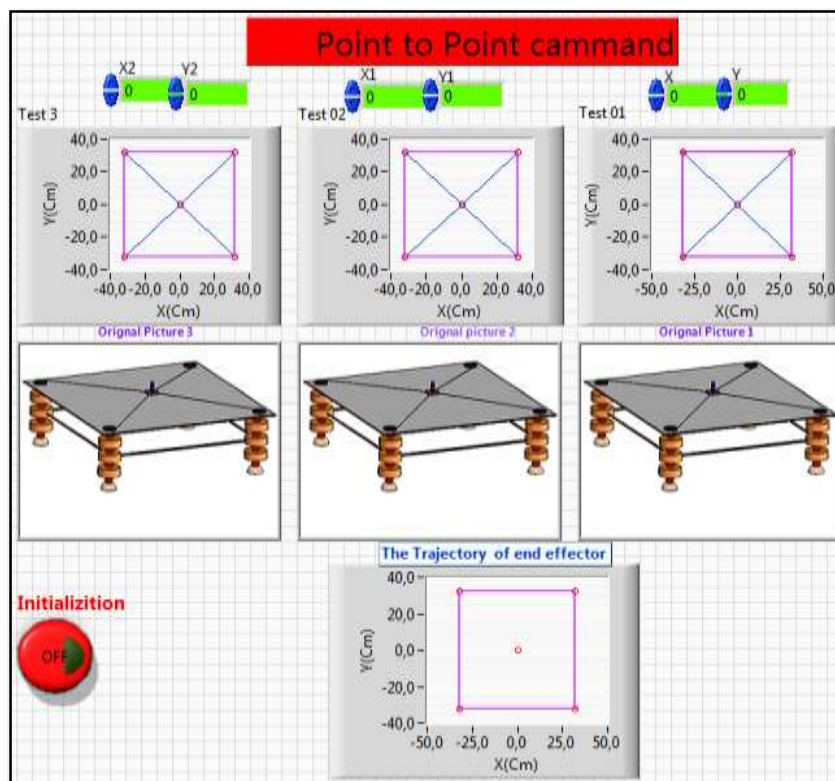 Point to Point cammand
X2 Y2 X1 Y1 X Y
0 0 0 0 0 0
Test 3 Test 02 Test 01
40,0
20,0
0,0
-20,0
-40,0
Y(Cm)
-40,0 -20,0 0,0 20,0 40,0
X(Cm)
40,0
20,0
0,0
-20,0
-40,0
Y(Cm)
-40,0 -20,0 0,0 20,0 40,0
X(Cm)
40,0
20,0
0,0
-20,0
-40,0
Y(Cm)
-50,0 -25,0 0,0 25,0 50,0
X(Cm)
Orignal Picture 3 Orignal picture 2 Orignal Picture 1
The Trajectory of end effector
Initializition
OFF
40,0
20,0
0,0
-20,0
-40,0
Y(Cm)
-50,0 -25,0 0,0 25,0 50,0
X(Cm)